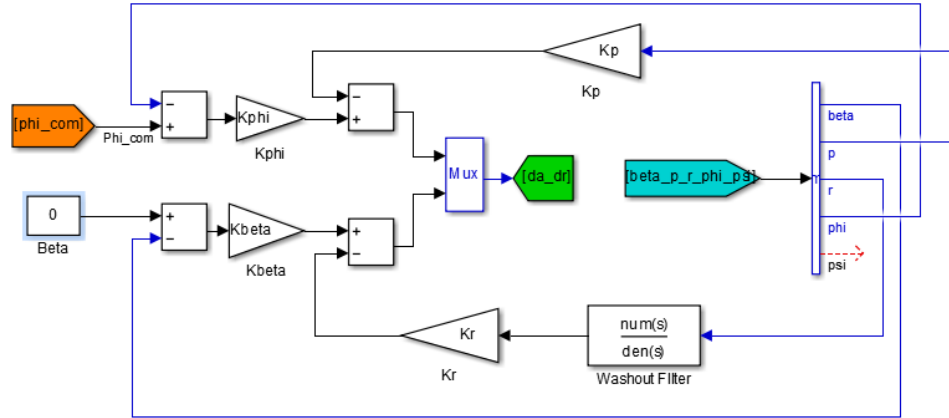 Kp
Kp
[phi_com]
Phi_com
Kphi
Kphi
Mux
[da_dr]
[beta_p_r_phi_psi]
beta
p
r
phi
psi
0
Beta
Kbeta
Kbeta
Kr
Kr
num(s)
den(s)
Washout FIlter